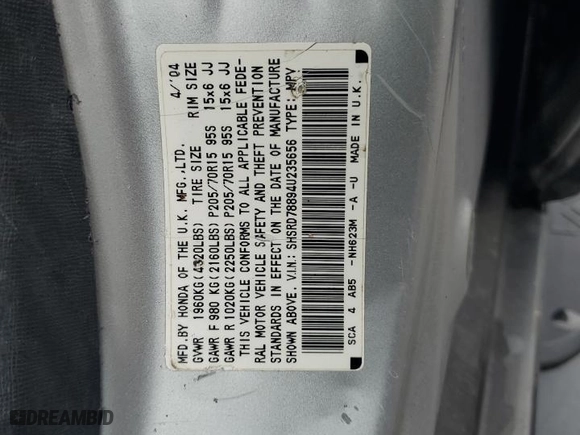 MFD.BY HONDA OF THE U.K. MFG.,LTD. 4/'04
GVWR 1960KG(4320LBS) TIRE SIZE RIM SIZE
GAWR F 980 KG(2160LBS) P205/70R15 95S 15x6 JJ
GAWR R 1020KG(2250LBS) P205/70R15 95S 15x6 JJ
THIS VEHICLE CONFORMS TO ALL APPLICABLE FEDE-
RAL MOTOR VEHICLE SAFETY AND THEFT PREVENTION
STANDARDS IN EFFECT ON THE DATE OF MANUFACTURE
SHOWN ABOVE. V.I.N.: SHSRD78894U235656 TYPE: MPV
SCA 4 AB5 -NH623M -A -U MADE IN U.K.
DREAMBID